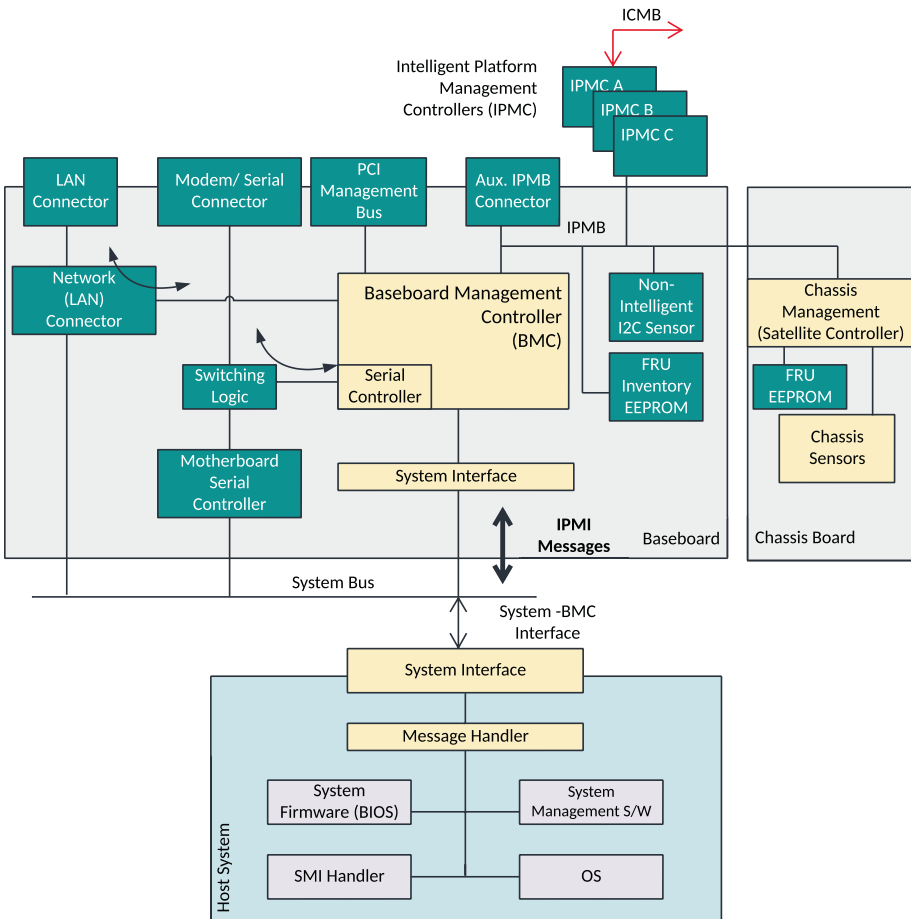 ICMB
Intelligent Platform
Management
Controllers (IPMC)
IPMC A
IPMC B
IPMC C
LAN
Connector
Modem/ Serial
Connector
PCI
Management
Bus
Aux. IPMB
Connector
IPMB
Network
(LAN)
Connector
Baseboard Management
Controller
(BMC)
Non-
Intelligent
I2C Sensor
Chassis
Management
(Satellite Controller)
Switching
Logic
Serial
Controller
FRU
Inventory
EEPROM
FRU
EEPROM
Chassis
Sensors
Motherboard
Serial
Controller
System Interface
IPMI
Messages
Baseboard
Chassis Board
System Bus
System -BMC
Interface
System Interface
Message Handler
System
Firmware (BIOS)
System
Management S/W
SMI Handler
OS
Host System